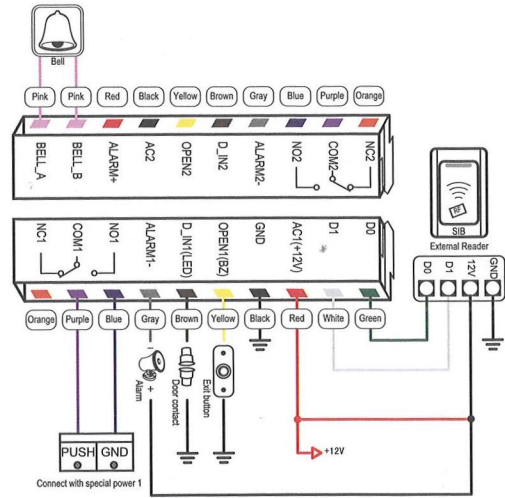 Bell
Pink
Pink
Red
Black
Yellow
Brown
Gray
Blue
Purple
Orange
BELL_A
BELL_B
ALARM+
AC2
OPEN2
D_IN2
ALARM2-
NO2
COM2
NC2
NC1
COM1
NO1
ALARM1-
D_IN1(LED)
OPEN1(BZ)
GND
AC1(+12V)
D1
D0
Orange
Purple
Blue
Gray
Brown
Yellow
Black
Red
White
Green
RF
SIB
External Reader
D0
D1
12V
GND
-
+
Alarm
Door contact
Exit button
PUSH
GND
Connect with special power 1
+12V